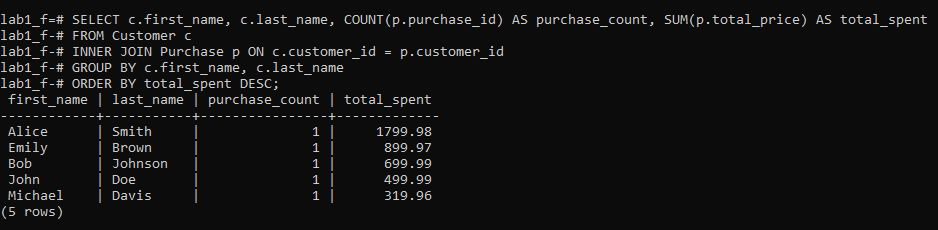 lab1_f=# SELECT c.first_name, c.last_name, COUNT(p.purchase_id) AS purchase_count, SUM(p.total_price) AS total_spent
lab1_f-# FROM Customer c
lab1_f-# INNER JOIN Purchase p ON c.customer_id = p.customer_id
lab1_f-# GROUP BY c.first_name, c.last_name
lab1_f-# ORDER BY total_spent DESC;
 first_name | last_name | purchase_count | total_spent
------------+-----------+----------------+-------------
 Alice      | Smith     |              1 |     1799.98
 Emily      | Brown     |              1 |      899.97
 Bob        | Johnson   |              1 |      699.99
 John       | Doe       |              1 |      499.99
 Michael    | Davis     |              1 |      319.96
(5 rows)